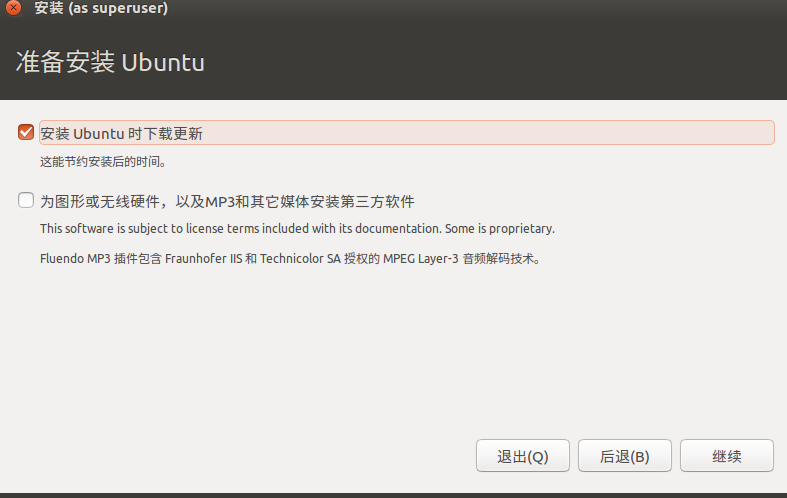 安装 (as superuser)
准备安装 Ubuntu
安装 Ubuntu 时下载更新
这能节约安装后的时间。
为图形或无线硬件，以及MP3和其它媒体安装第三方软件
This software is subject to license terms included with its documentation. Some is proprietary.
Fluendo MP3 插件包含 Fraunhofer IIS 和 Technicolor SA 授权的 MPEG Layer-3 音频解码技术。
退出(Q) 后退(B) 继续